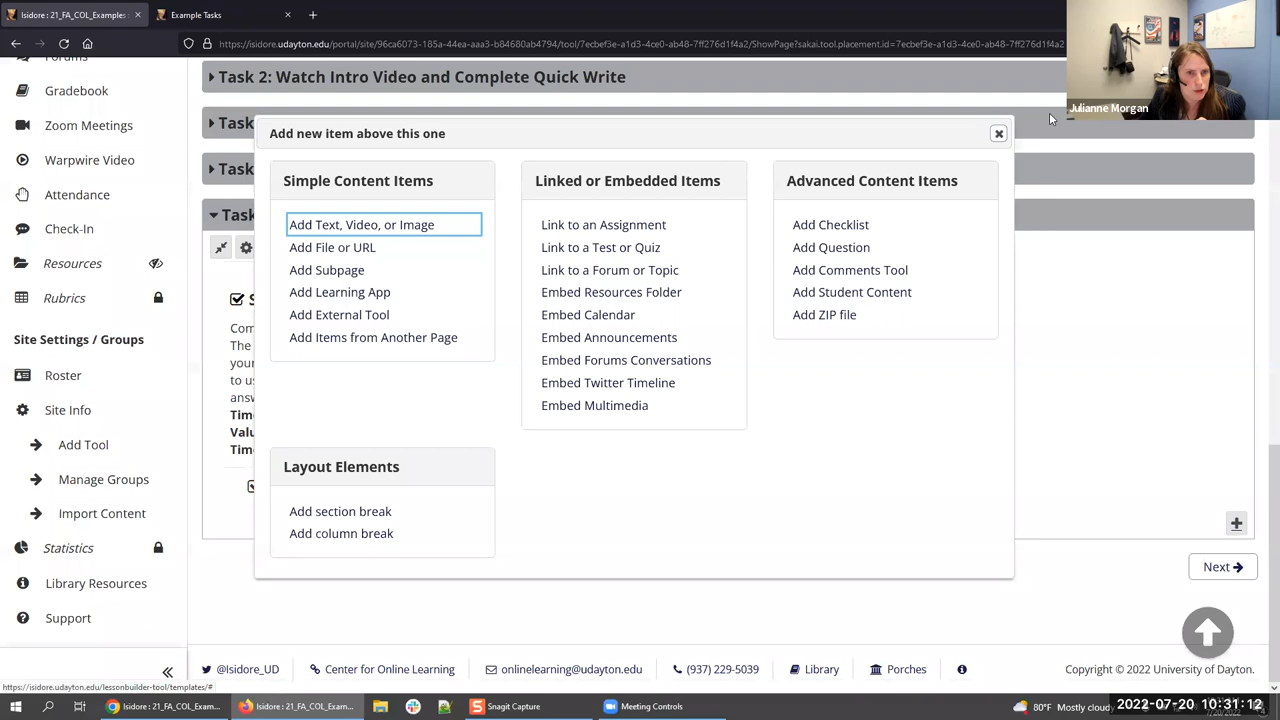 Isidore : 21_FA_COL_Examples
Example Tasks
https://isidore.udayton.edu/portal/site/96ca6073-185a-44ea-aaa3-b84680ab4794/tool/7ecbef3e-a1d3-4ce0-ab48-7ff276d1f4a2/ShowPage?sakai.tool.placement.id=7ecbef3e-a1d3-4ce0-ab48-7ff276d1f4a2
Julianne Morgan
Forums
Gradebook
Zoom Meetings
Warpwire Video
Attendance
Check-In
Resources
Rubrics
Site Settings / Groups
Roster
Site Info
Add Tool
Manage Groups
Import Content
Statistics
Library Resources
Support
https://isidore.udayton.edu/lessonbuilder-tool/templates/#
Task 2: Watch Intro Video and Complete Quick Write
Task
Task
Task
S
Com
The
your
to us
answ
Time
Valu
Time
Add new item above this one
Simple Content Items
Add Text, Video, or Image
Add File or URL
Add Subpage
Add Learning App
Add External Tool
Add Items from Another Page
Linked or Embedded Items
Link to an Assignment
Link to a Test or Quiz
Link to a Forum or Topic
Embed Resources Folder
Embed Calendar
Embed Announcements
Embed Forums Conversations
Embed Twitter Timeline
Embed Multimedia
Advanced Content Items
Add Checklist
Add Question
Add Comments Tool
Add Student Content
Add ZIP file
Layout Elements
Add section break
Add column break
Next
@Isidore_UD
Center for Online Learning
onlinelearning@udayton.edu
(937) 229-5039
Library
Porches
Copyright © 2022 University of Dayton.
Isidore : 21_FA_COL_Exam...
Isidore : 21_FA_COL_Exam...
Snagit Capture
Meeting Controls
80°F Mostly cloudy
2022-07-20 10:31:12